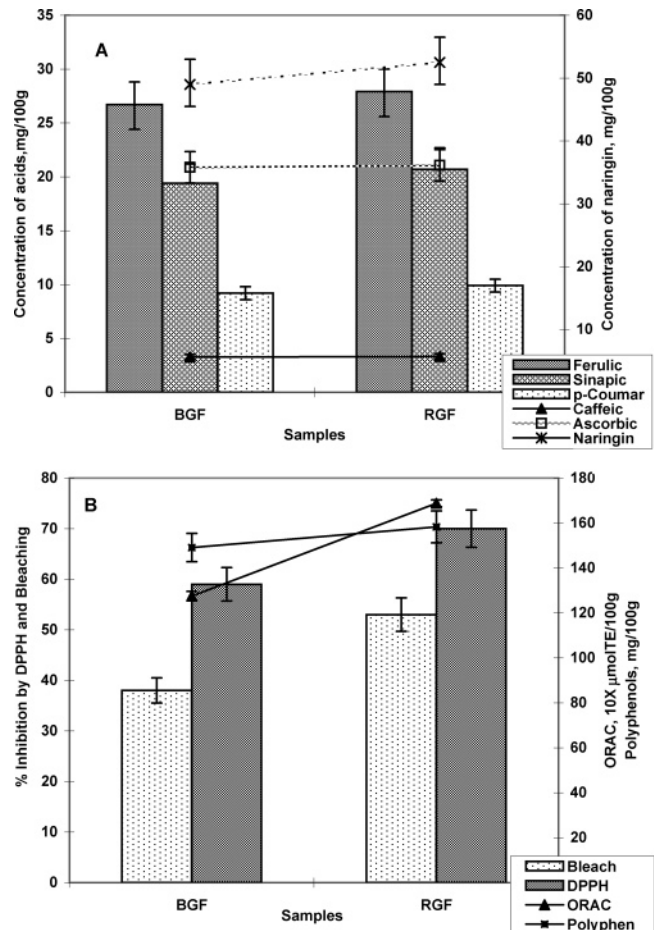 A
Concentration of acids,mg/100g
35
30
25
20
15
10
5
0
60
50
40
30
20
10
Concentration of naringin, mg/100g
BGF
RGF
Samples
Ferulic
Sinapic
p-Coumar
Caffeic
Ascorbic
Naringin
B
% Inhibition by DPPH and Bleaching
80
70
60
50
40
30
20
10
0
180
160
140
120
100
80
60
40
20
ORAC, 10X µmolTE/100g
Polyphenols, mg/100g
BGF
RGF
Samples
Bleach
DPPH
ORAC
Polyphen